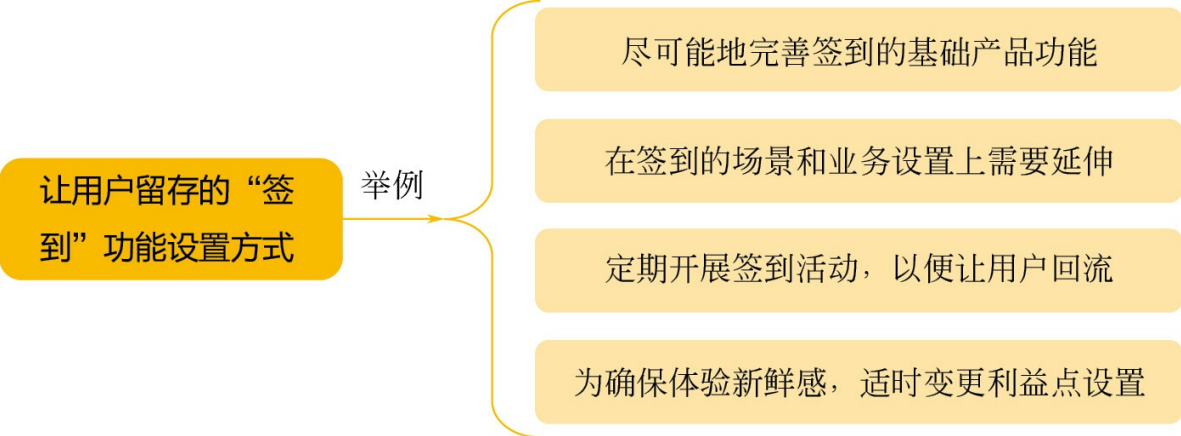 让用户留存的“签
到”功能设置方式
举例
尽可能地完善签到的基础产品功能
在签到的场景和业务设置上需要延伸
定期开展签到活动，以便让用户回流
为确保体验新鲜感，适时变更利益点设置